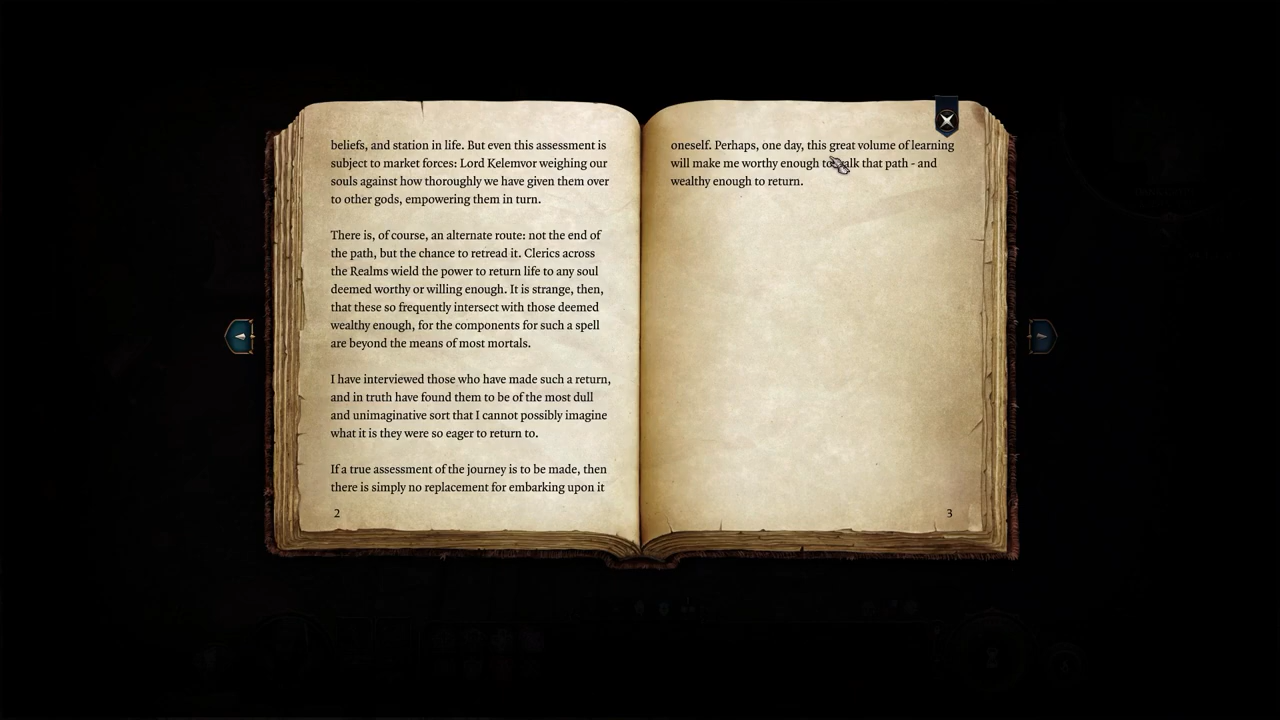 beliefs, and station in life. But even this assessment is
subject to market forces: Lord Kelemvor weighing our
souls against how thoroughly we have given them over
to other gods, empowering them in turn.
There is, of course, an alternate route: not the end of
the path, but the chance to retread it. Clerics across
the Realms wield the power to return life to any soul
deemed worthy or willing enough. It is strange, then,
that these so frequently intersect with those deemed
wealthy enough, for the components for such a spell
are beyond the means of most mortals.
I have interviewed those who have made such a return,
and in truth have found them to be of the most dull
and unimaginative sort that I cannot possibly imagine
what it is they were so eager to return to.
If a true assessment of the journey is to be made, then
there is simply no replacement for embarking upon it
2
oneself. Perhaps, one day, this great volume of learning
will make me worthy enough to walk that path - and
wealthy enough to return.
3